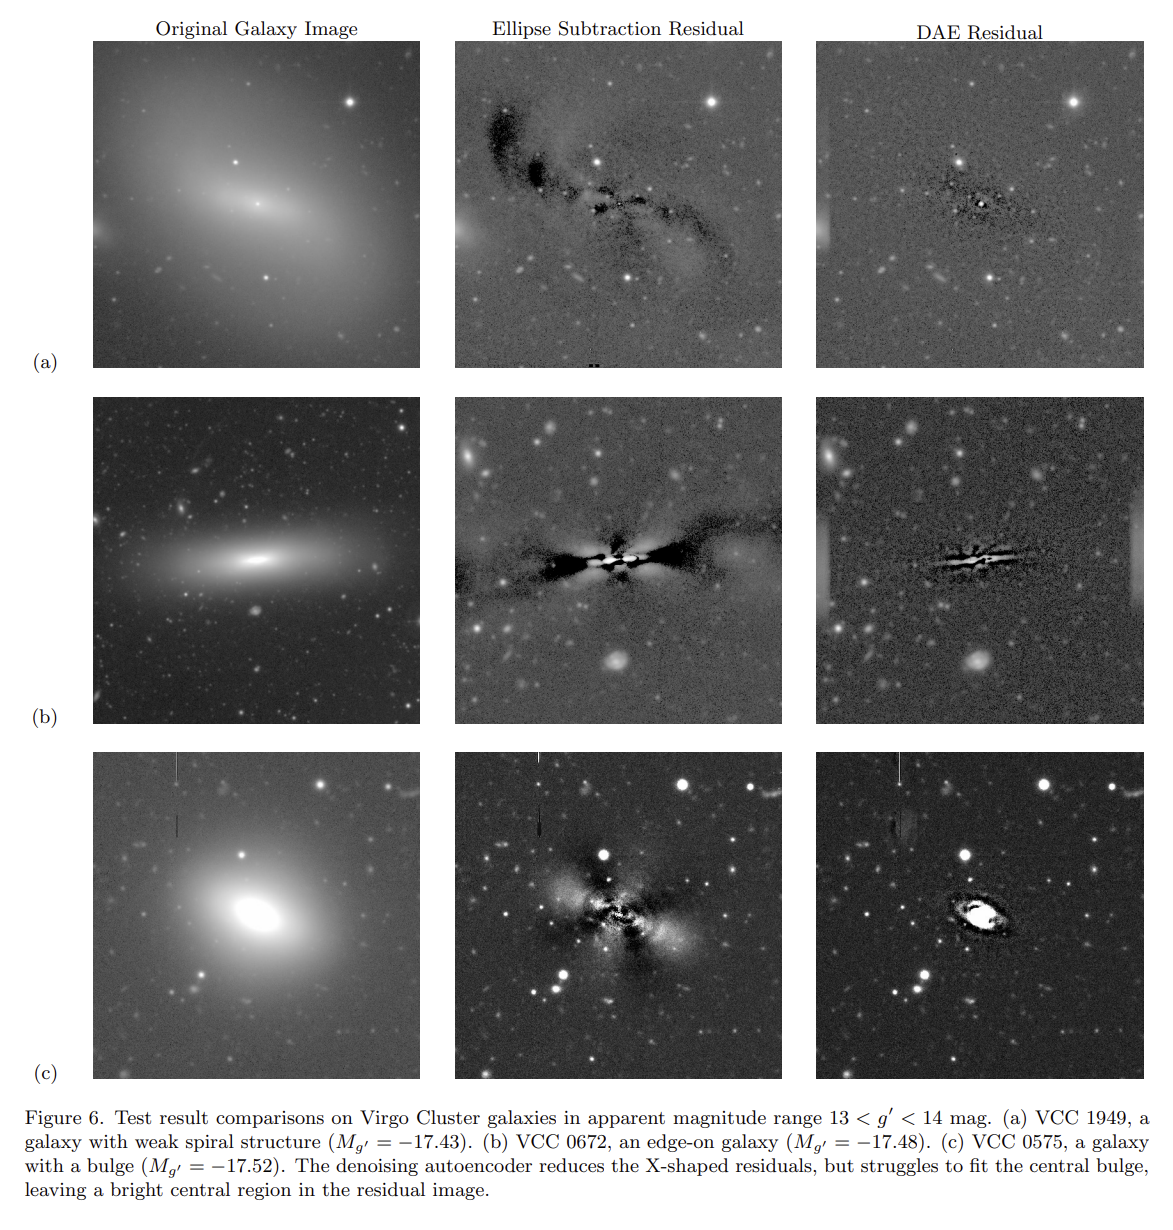 Original Galaxy Image
Ellipse Subtraction Residual
DAE Residual
(a)
(b)
(c)
Figure 6. Test result comparisons on Virgo Cluster galaxies in apparent magnitude range 13 < g′ < 14 mag. (a) VCC 1949, a
galaxy with weak spiral structure (M_g′ = −17.43). (b) VCC 0672, an edge-on galaxy (M_g′ = −17.48). (c) VCC 0575, a galaxy
with a bulge (M_g′ = −17.52). The denoising autoencoder reduces the X-shaped residuals, but struggles to fit the central bulge,
leaving a bright central region in the residual image.